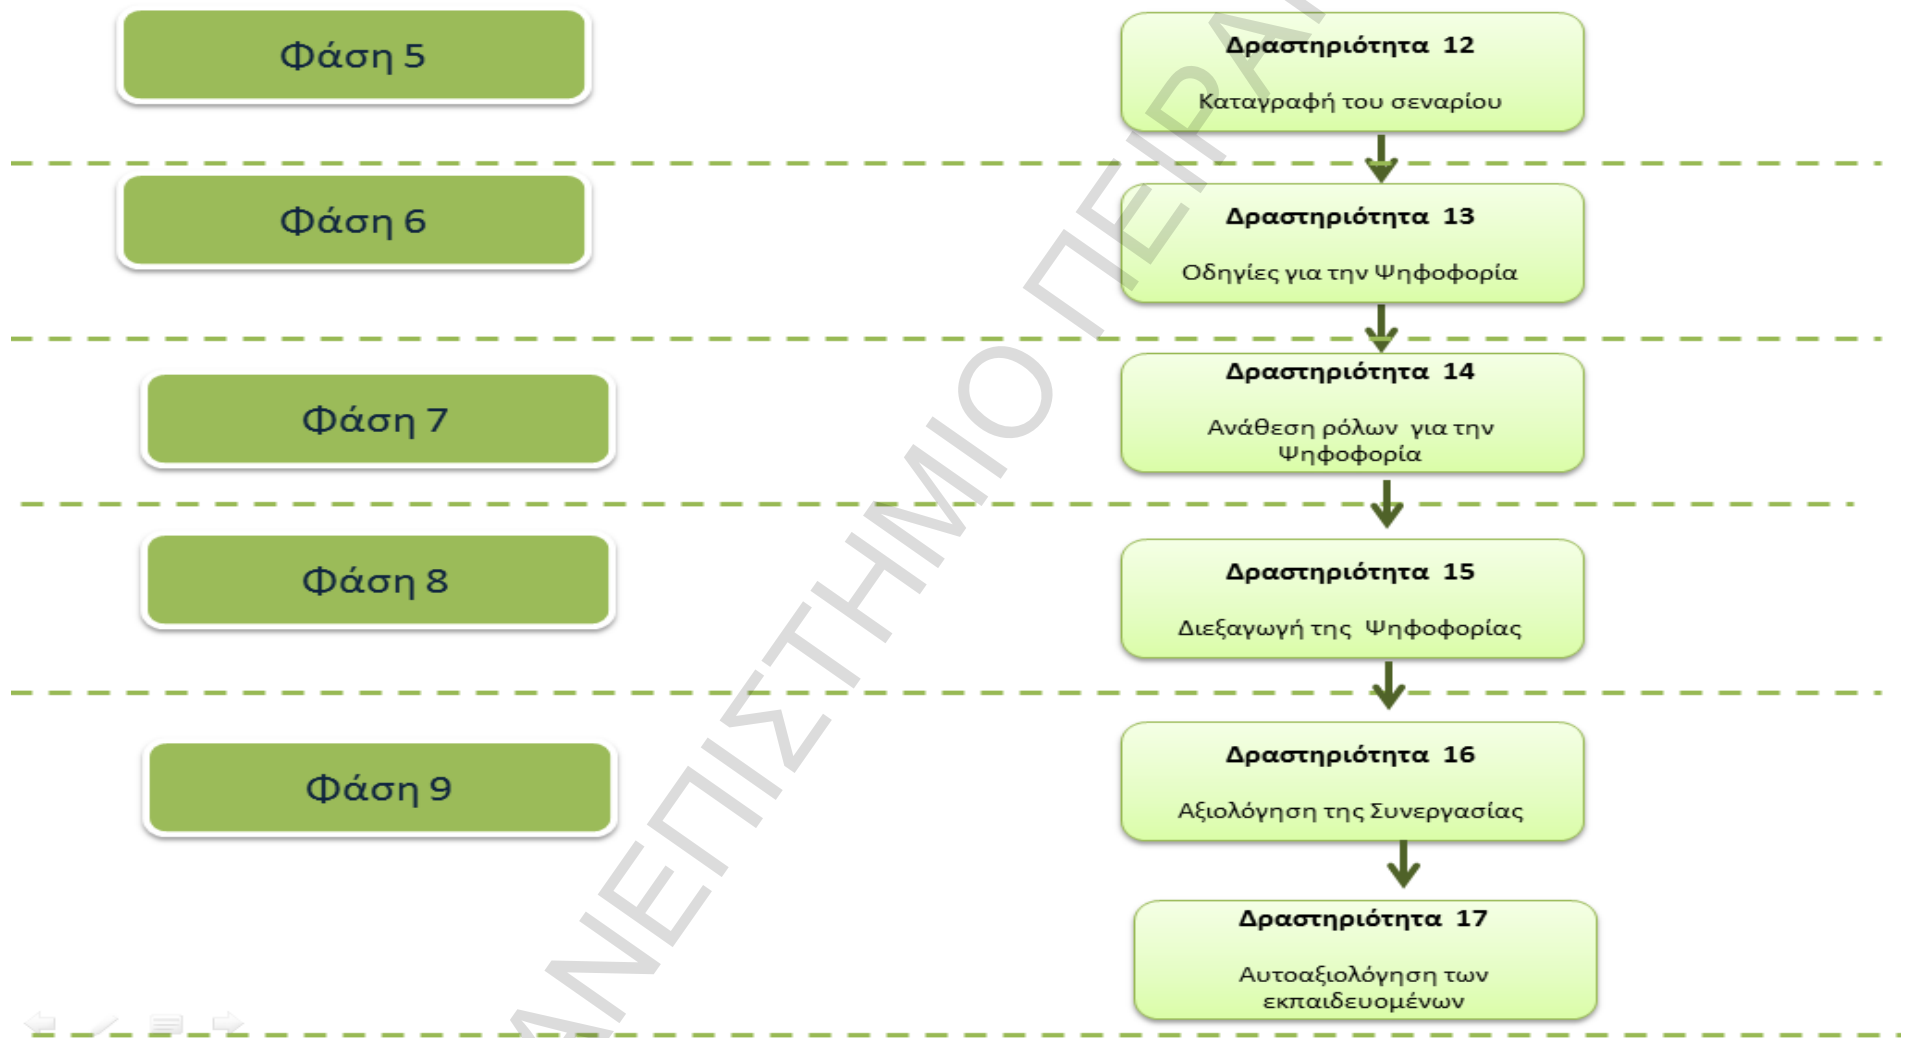 Φάση 5
Δραστηριότητα 12
Καταγραφή του σεναρίου
Φάση 6
Δραστηριότητα 13
Οδηγίες για την Ψηφοφορία
Φάση 7
Δραστηριότητα 14
Ανάθεση ρόλων για την
Ψηφοφορία
Φάση 8
Δραστηριότητα 15
Διεξαγωγή της Ψηφοφορίας
Φάση 9
Δραστηριότητα 16
Αξιολόγηση της Συνεργασίας
Δραστηριότητα 17
Αυτοαξιολόγηση των
εκπαιδευομένων